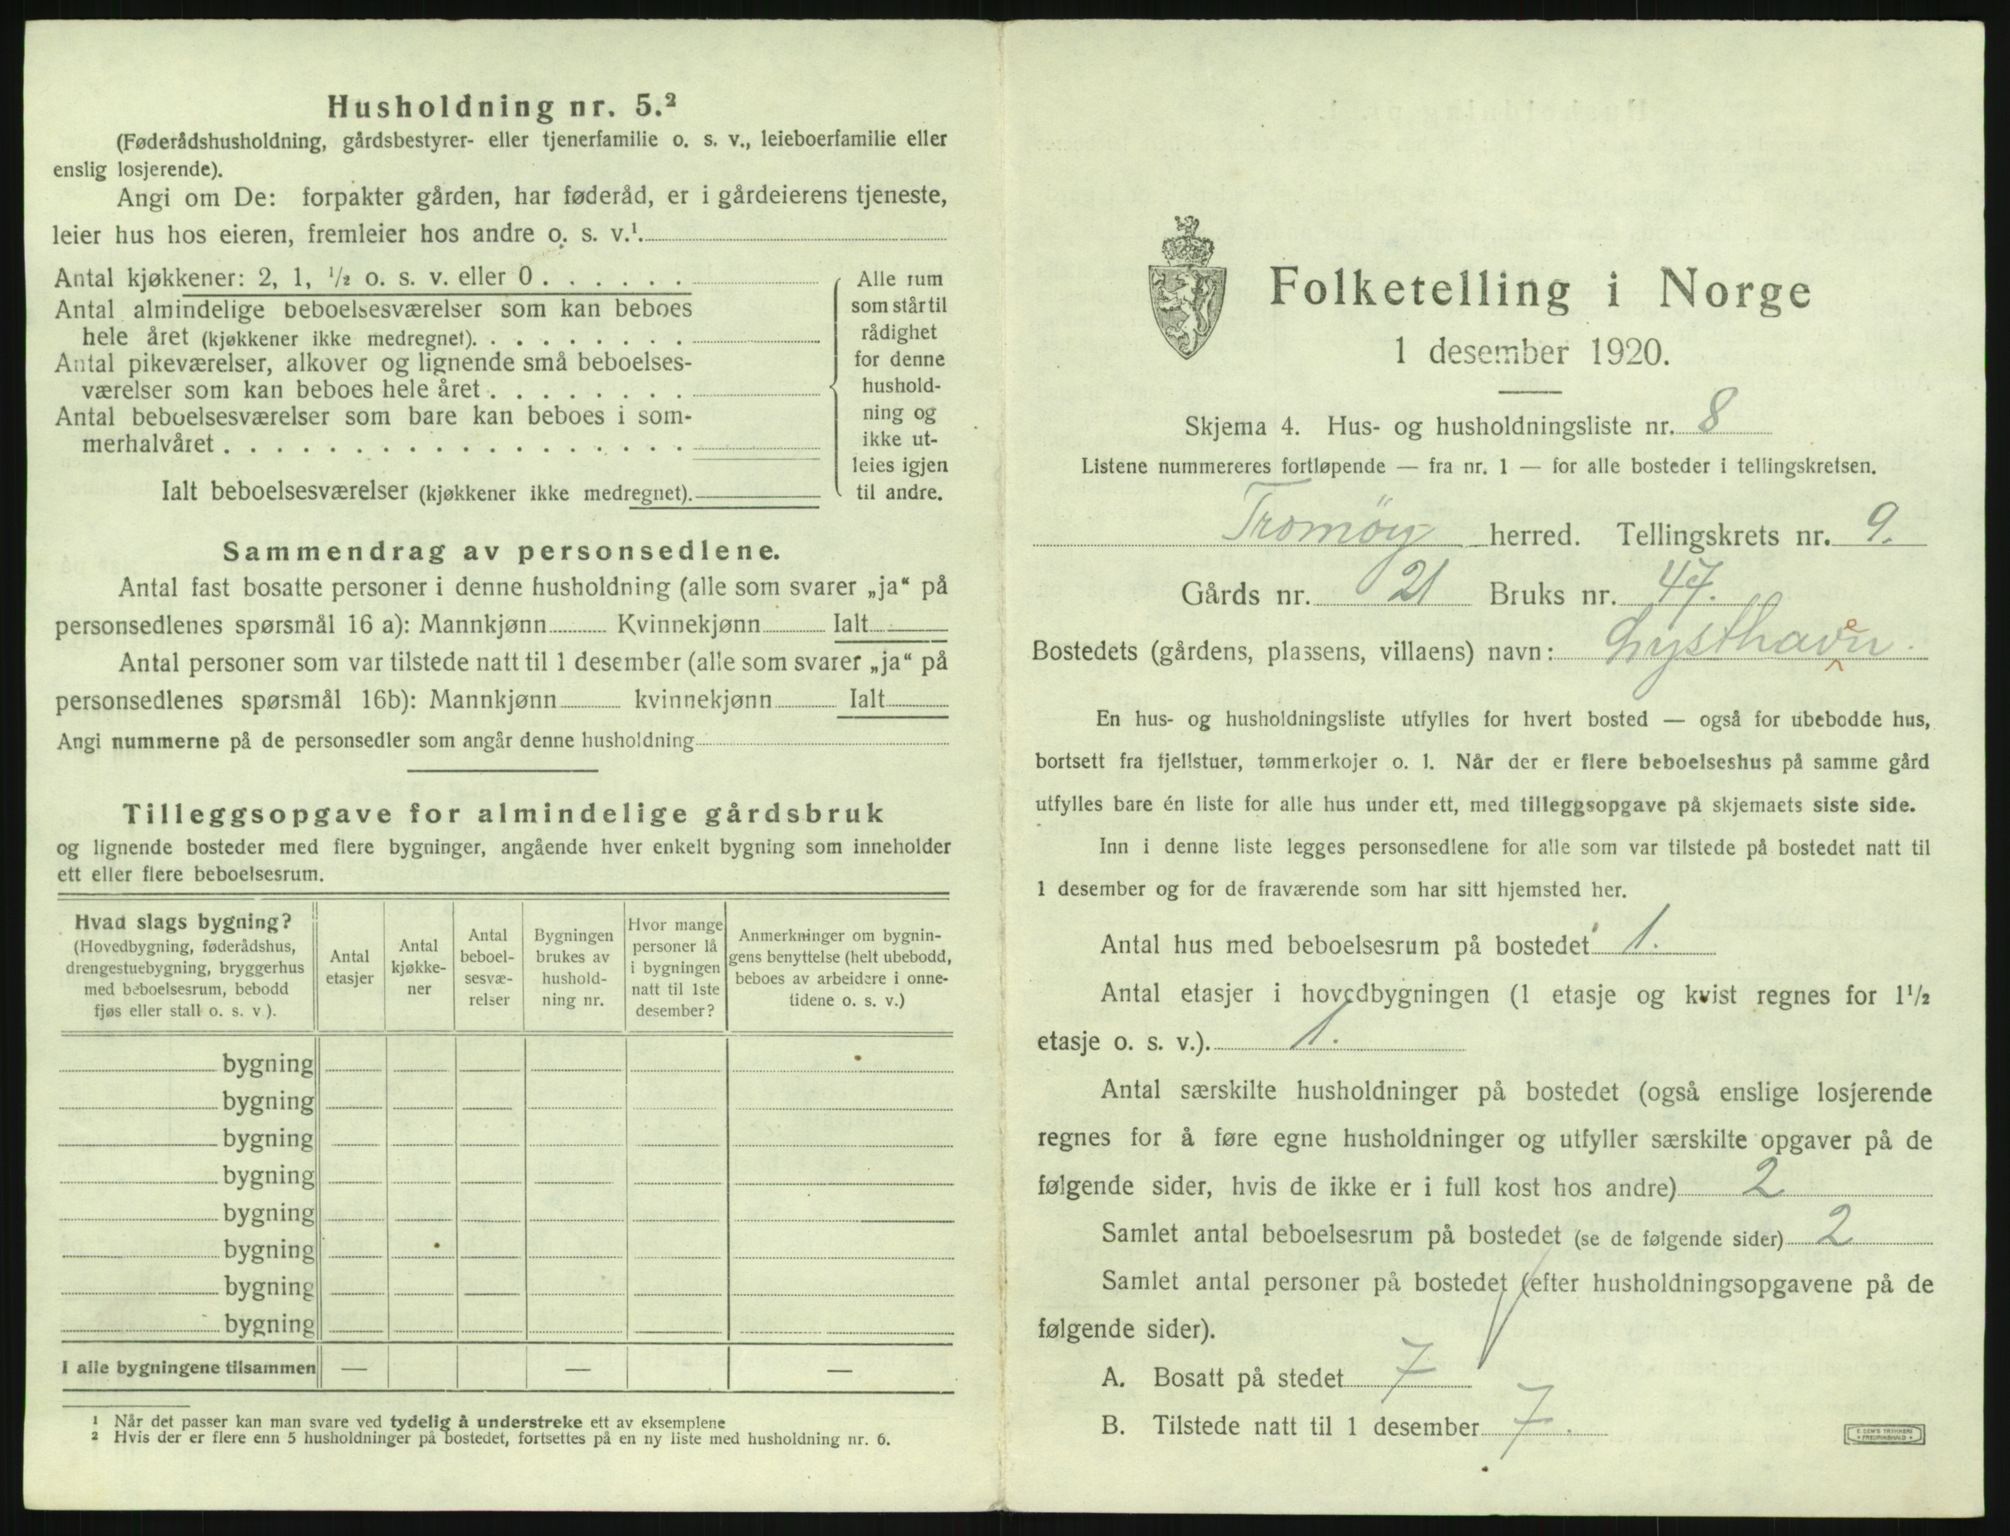 Husholdning nr. 5.²
(Føderådshusholdning, gårdsbestyrer- eller tjenerfamilie o. s. v., leieboerfamilie eller
enslig losjerende).
Angi om De: forpakter gården, har føderåd, er i gårdeierens tjeneste,
leier hus hos eieren, fremleier hos andre o. s. v.¹.
Antal kjøkkener: 2, 1, ½ o. s. v. eller 0 . . . . . .
Antal almindelige beboelsesværelser som kan beboes
hele året (kjøkkener ikke medregnet). . . . . . . . .
Antal pikeværelser, alkover og lignende små beboelses-
værelser som kan beboes hele året . . . . . . . .
Antal beboelsesværelser som bare kan beboes i som-
merhalvåret . . . . . . . . . . . . . . . . . .
Ialt beboelsesværelser (kjøkkener ikke medregnet).
Alle rum
som står til
rådighet
for denne
hushold-
ning og
ikke ut-
leies igjen
til andre.
Sammendrag av personsedlene.
Antal fast bosatte personer i denne husholdning (alle som svarer „ja“ på
personsedlenes spørsmål 16 a): Mannkjønn Kvinnekjønn Ialt
Antal personer som var tilstede natt til 1 desember (alle som svarer „ja“ på
personsedlenes spørsmål 16b): Mannkjønn kvinnekjønn Ialt
Angi nummerne på de personsedler som angår denne husholdning
Tilleggsopgave for almindelige gårdsbruk
og lignende bosteder med flere bygninger, angående hver enkelt bygning som inneholder
ett eller flere beboelsesrum.
Hvad slags bygning?
(Hovedbygning, føderådshus,
drengestuebygning, bryggerhus
med beboelsesrum, bebodd
fjøs eller stall o. s. v ).
Antal
etasjer
Antal
kjøkke-
ner
Antal
beboel-
sesvæ-
relser
Bygningen
brukes av
hushold-
ning nr.
Hvor mange
personer lå
i bygningen
natt til 1ste
desember?
Anmerkninger om bygnin-
gens benyttelse (helt ubebodd,
beboes av arbeidere i onne-
tidene o. s. v.)
bygning
bygning
bygning
bygning
bygning
bygning
bygning
bygning
I alle bygningene tilsammen — — —
¹ Når det passer kan man svare ved tydelig å understreke ett av eksemplene
² Hvis der er flere enn 5 husholdninger på bostedet, fortsettes på en ny liste med husholdning nr. 6.
Folketelling i Norge
1 desember 1920.
Skjema 4. Hus- og husholdningsliste nr. 8
Listene nummereres fortløpende — fra nr. 1 — for alle bosteder i tellingskretsen.
Tromøy herred. Tellingskrets nr. 9.
Gårds nr. 21 Bruks nr. 47.
Bostedets (gårdens, plassens, villaens) navn: Lysthaven.
En hus- og husholdningsliste utfylles for hvert bosted — også for ubebodde hus,
bortsett fra fjellstuer, tømmerkojer o. l. Når der er flere beboelseshus på samme gård
utfylles bare én liste for alle hus under ett, med tilleggsopgave på skjemaets siste side.
Inn i denne liste legges personsedlene for alle som var tilstede på bostedet natt til
1 desember og for de fraværende som har sitt hjemsted her.
Antal hus med beboelsesrum på bostedet 1.
Antal etasjer i hovedbygningen (1 etasje og kvist regnes for 1½
etasje o. s. v.). 1.
Antal særskilte husholdninger på bostedet (også enslige losjerende
regnes for å føre egne husholdninger og utfyller særskilte opgaver på de
følgende sider, hvis de ikke er i full kost hos andre) 2
Samlet antal beboelsesrum på bostedet (se de følgende sider) 2
Samlet antal personer på bostedet (efter husholdningsopgavene på de
følgende sider).
A. Bosatt på stedet 7
B. Tilstede natt til 1 desember 7.
E. SEM'S TRYKKERI
FREDRIKSHALD